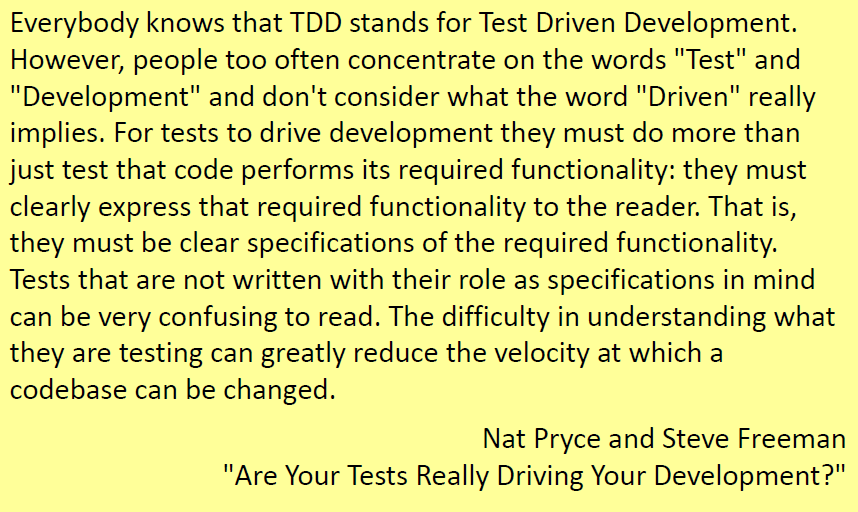 Everybody knows that TDD stands for Test Driven Development.
However, people too often concentrate on the words "Test" and
"Development" and don't consider what the word "Driven" really
implies. For tests to drive development they must do more than
just test that code performs its required functionality: they must
clearly express that required functionality to the reader. That is,
they must be clear specifications of the required functionality.
Tests that are not written with their role as specifications in mind
can be very confusing to read. The difficulty in understanding what
they are testing can greatly reduce the velocity at which a
codebase can be changed.
Nat Pryce and Steve Freeman
"Are Your Tests Really Driving Your Development?"